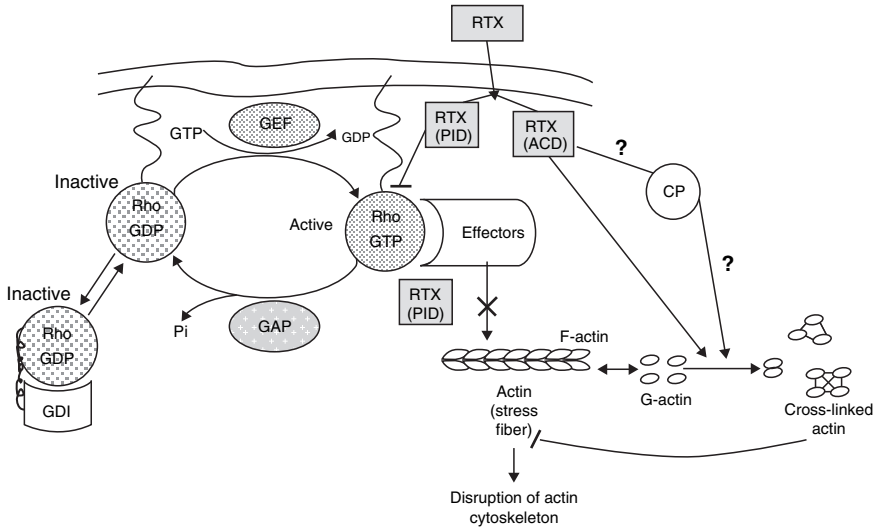 RTX
RTX
(PID)
RTX
(ACD)
?
CP
?
GTP
GEF
GDP
Inactive
Rho
GDP
Active
Rho
GTP
Effectors
Inactive
Rho
GDP
GDI
Pi
GAP
RTX
(PID)
F-actin
Actin
(stress
fiber)
G-actin
Cross-linked
actin
Disruption of actin
cytoskeleton